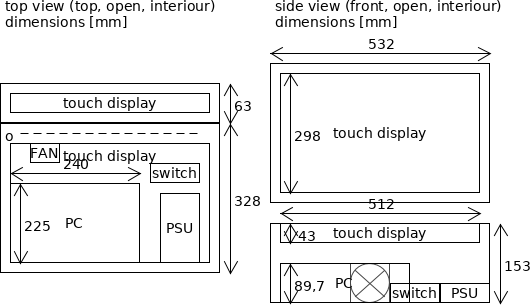 top view (top, open, interiour)
dimensions [mm]
touch display
63
o
FAN
touch display
240
switch
225
PC
PSU
328
side view (front, open, interiour)
dimensions [mm]
532
298
touch display
512
43
touch display
153
89,7
PC
switch
PSU